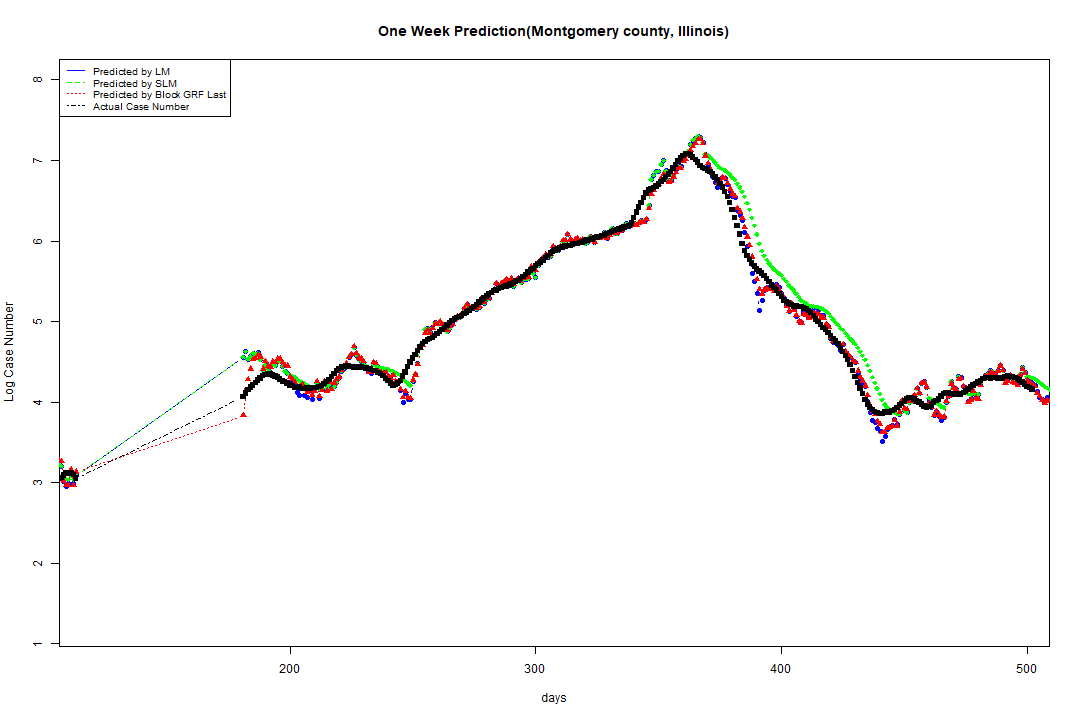 One Week Prediction(Montgomery county, Illinois)
Predicted by LM
Predicted by SLM
Predicted by Block GRF Last
Actual Case Number
8
7
6
5
4
3
2
1
Log Case Number
200 300 400 500
days